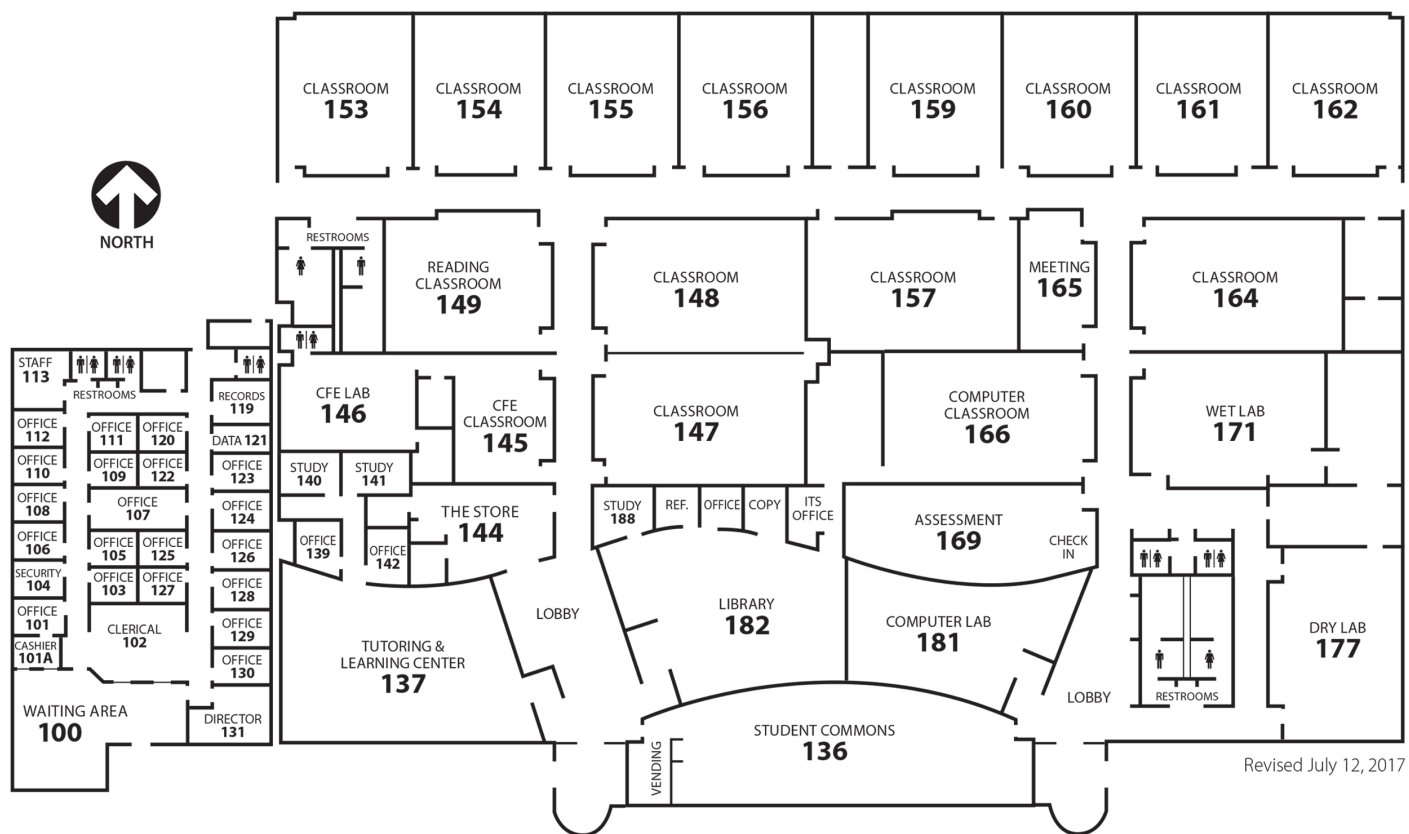 CLASSROOM
153
CLASSROOM
154
CLASSROOM
155
CLASSROOM
156
CLASSROOM
159
CLASSROOM
160
CLASSROOM
161
CLASSROOM
162
NORTH
RESTROOMS
READING
CLASSROOM
149
CLASSROOM
148
CLASSROOM
157
MEETING
165
CLASSROOM
164
STAFF
113
RESTROOMS
RECORDS
119
CFE LAB
146
CFE
CLASSROOM
145
CLASSROOM
147
COMPUTER
CLASSROOM
166
WET LAB
171
OFFICE
112
OFFICE
111
OFFICE
120
DATA 121
OFFICE
110
OFFICE
109
OFFICE
122
OFFICE
123
STUDY
140
STUDY
141
OFFICE
108
OFFICE
107
OFFICE
124
THE STORE
144
STUDY
188
REF.
OFFICE
COPY
ITS
OFFICE
ASSESSMENT
169
CHECK
IN
OFFICE
106
OFFICE
105
OFFICE
125
OFFICE
126
OFFICE
139
OFFICE
142
SECURITY
104
OFFICE
103
OFFICE
127
OFFICE
128
OFFICE
101
CLERICAL
102
OFFICE
129
LOBBY
LIBRARY
182
COMPUTER LAB
181
DRY LAB
177
CASHIER
101A
OFFICE
130
TUTORING &
LEARNING CENTER
137
LOBBY
RESTROOMS
WAITING AREA
100
DIRECTOR
131
STUDENT COMMONS
136
VENDING
Revised July 12, 2017